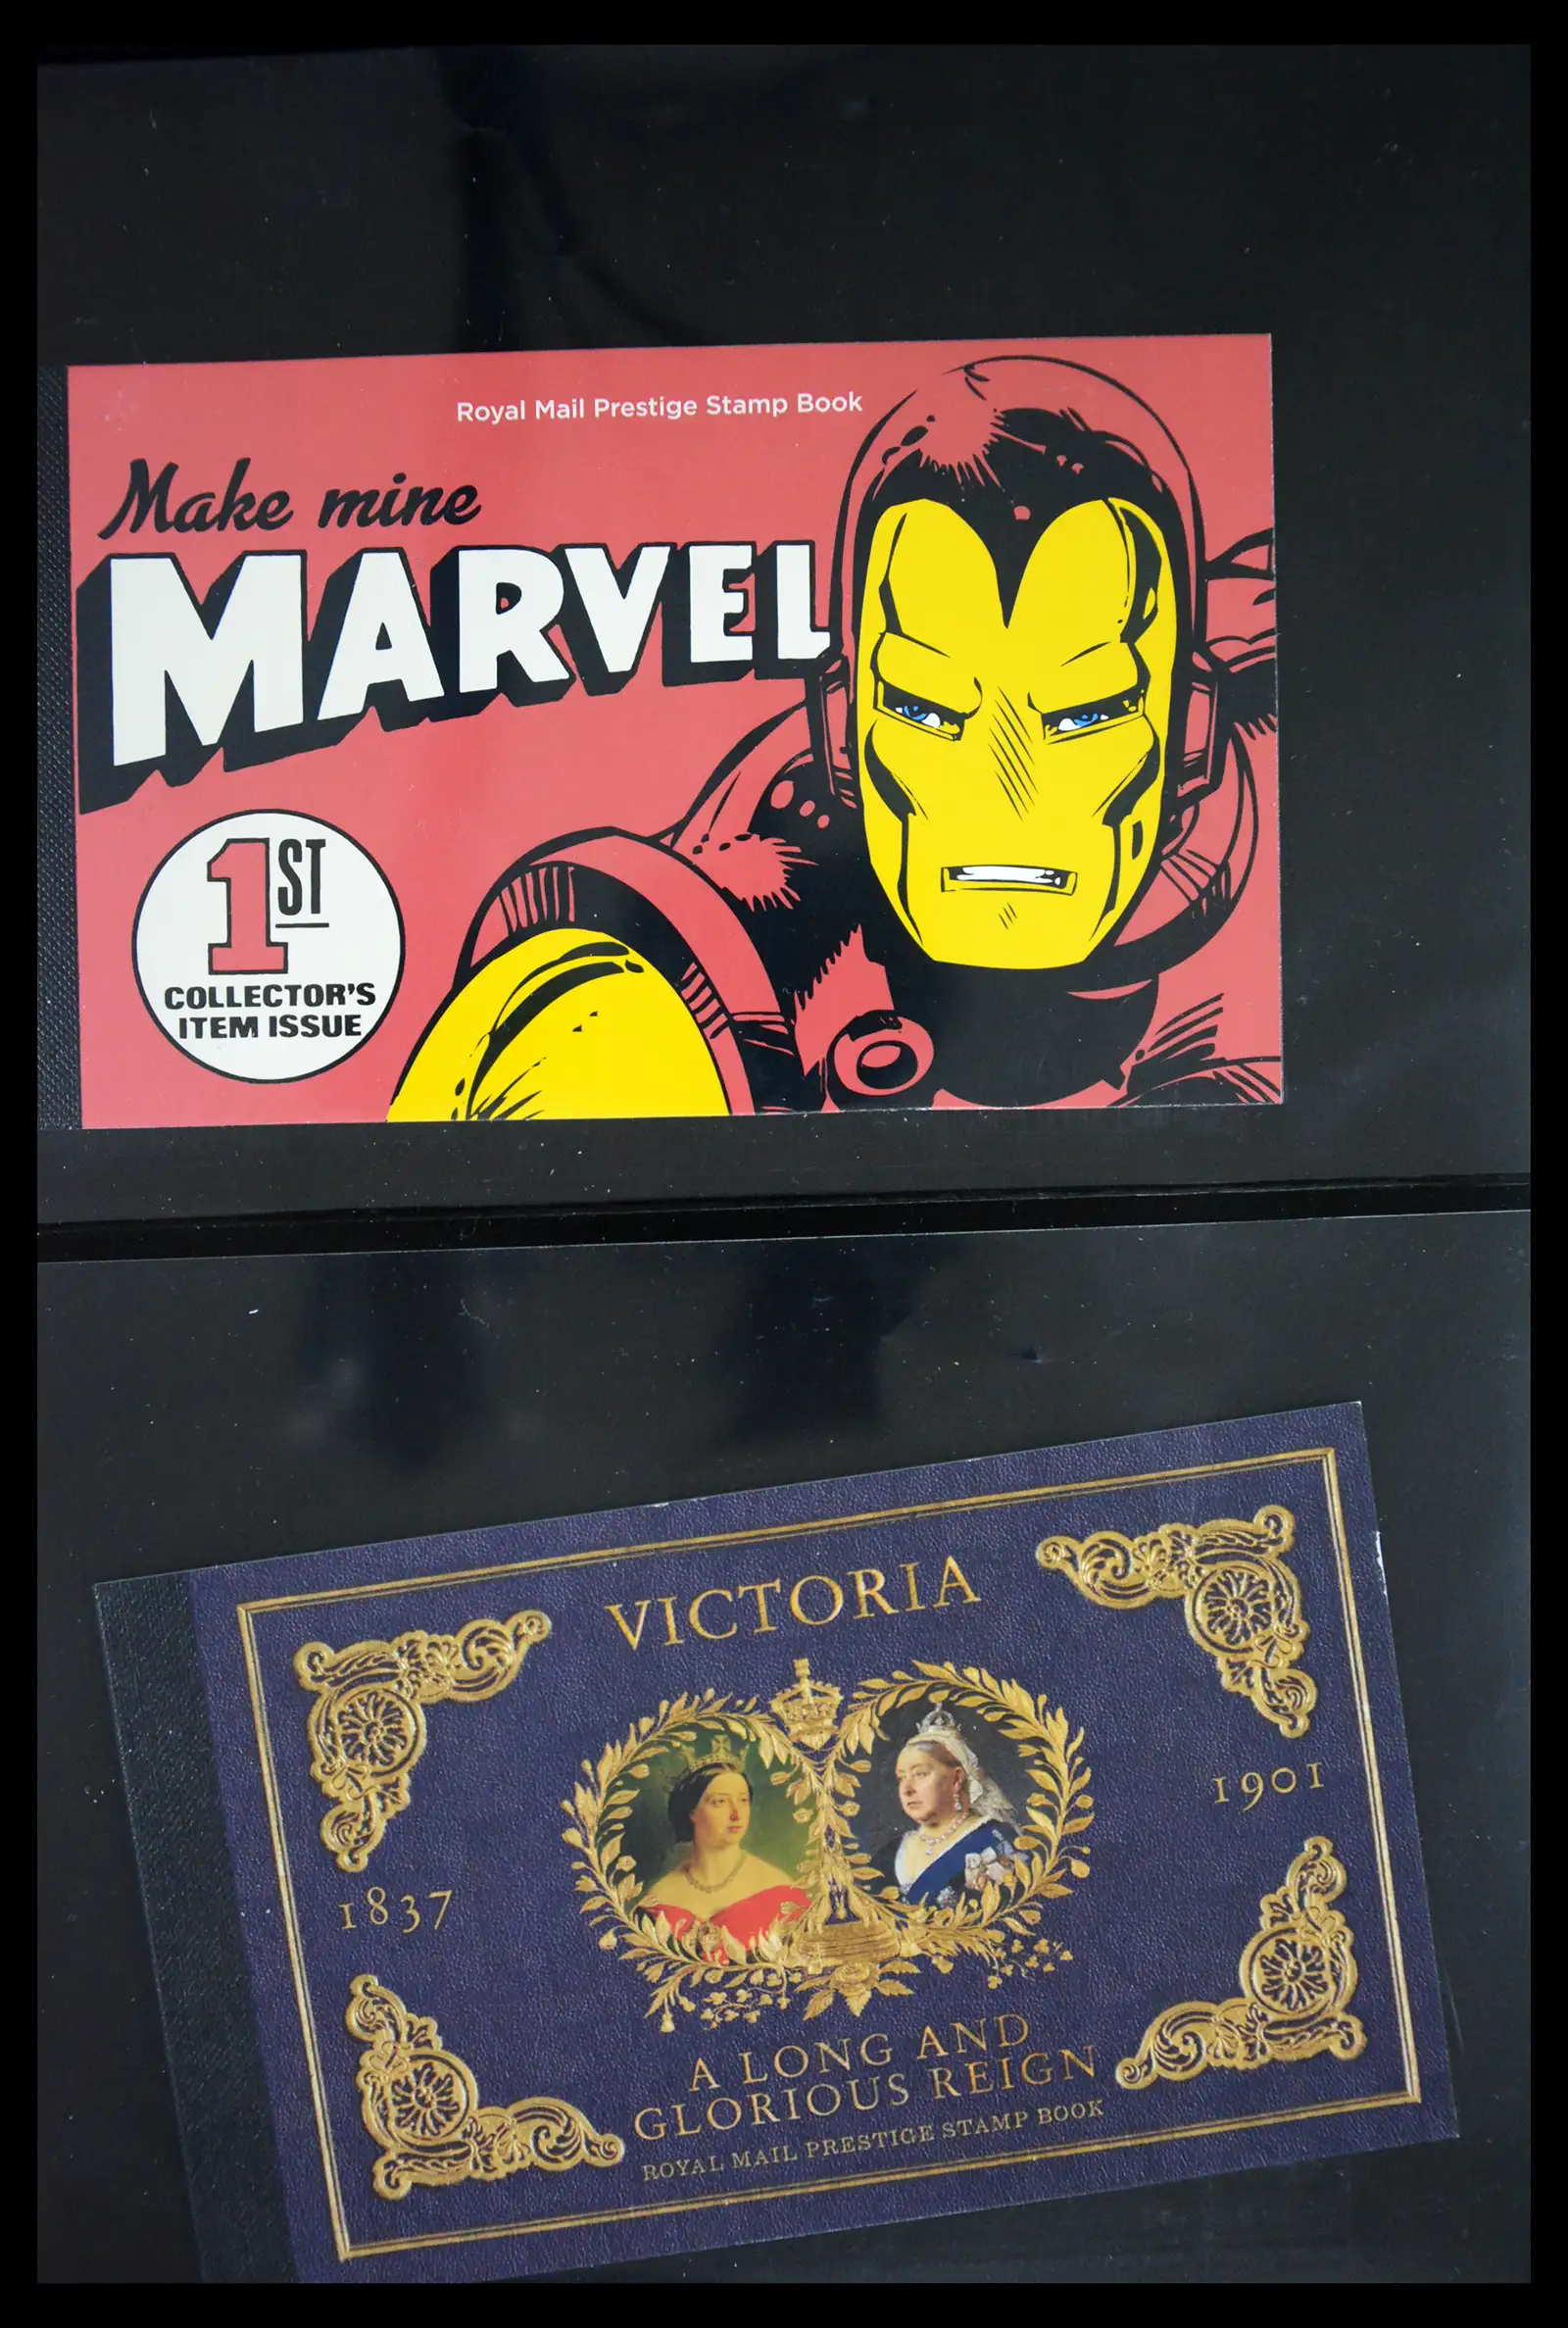 Royal Mail Prestige Stamp Book
Make mine
MARVEL
1ST
COLLECTOR'S
ITEM ISSUE
VICTORIA
1901
1837
A LONG AND
GLORIOUS REIGN
ROYAL MAIL PRESTIGE STAMP BOOK